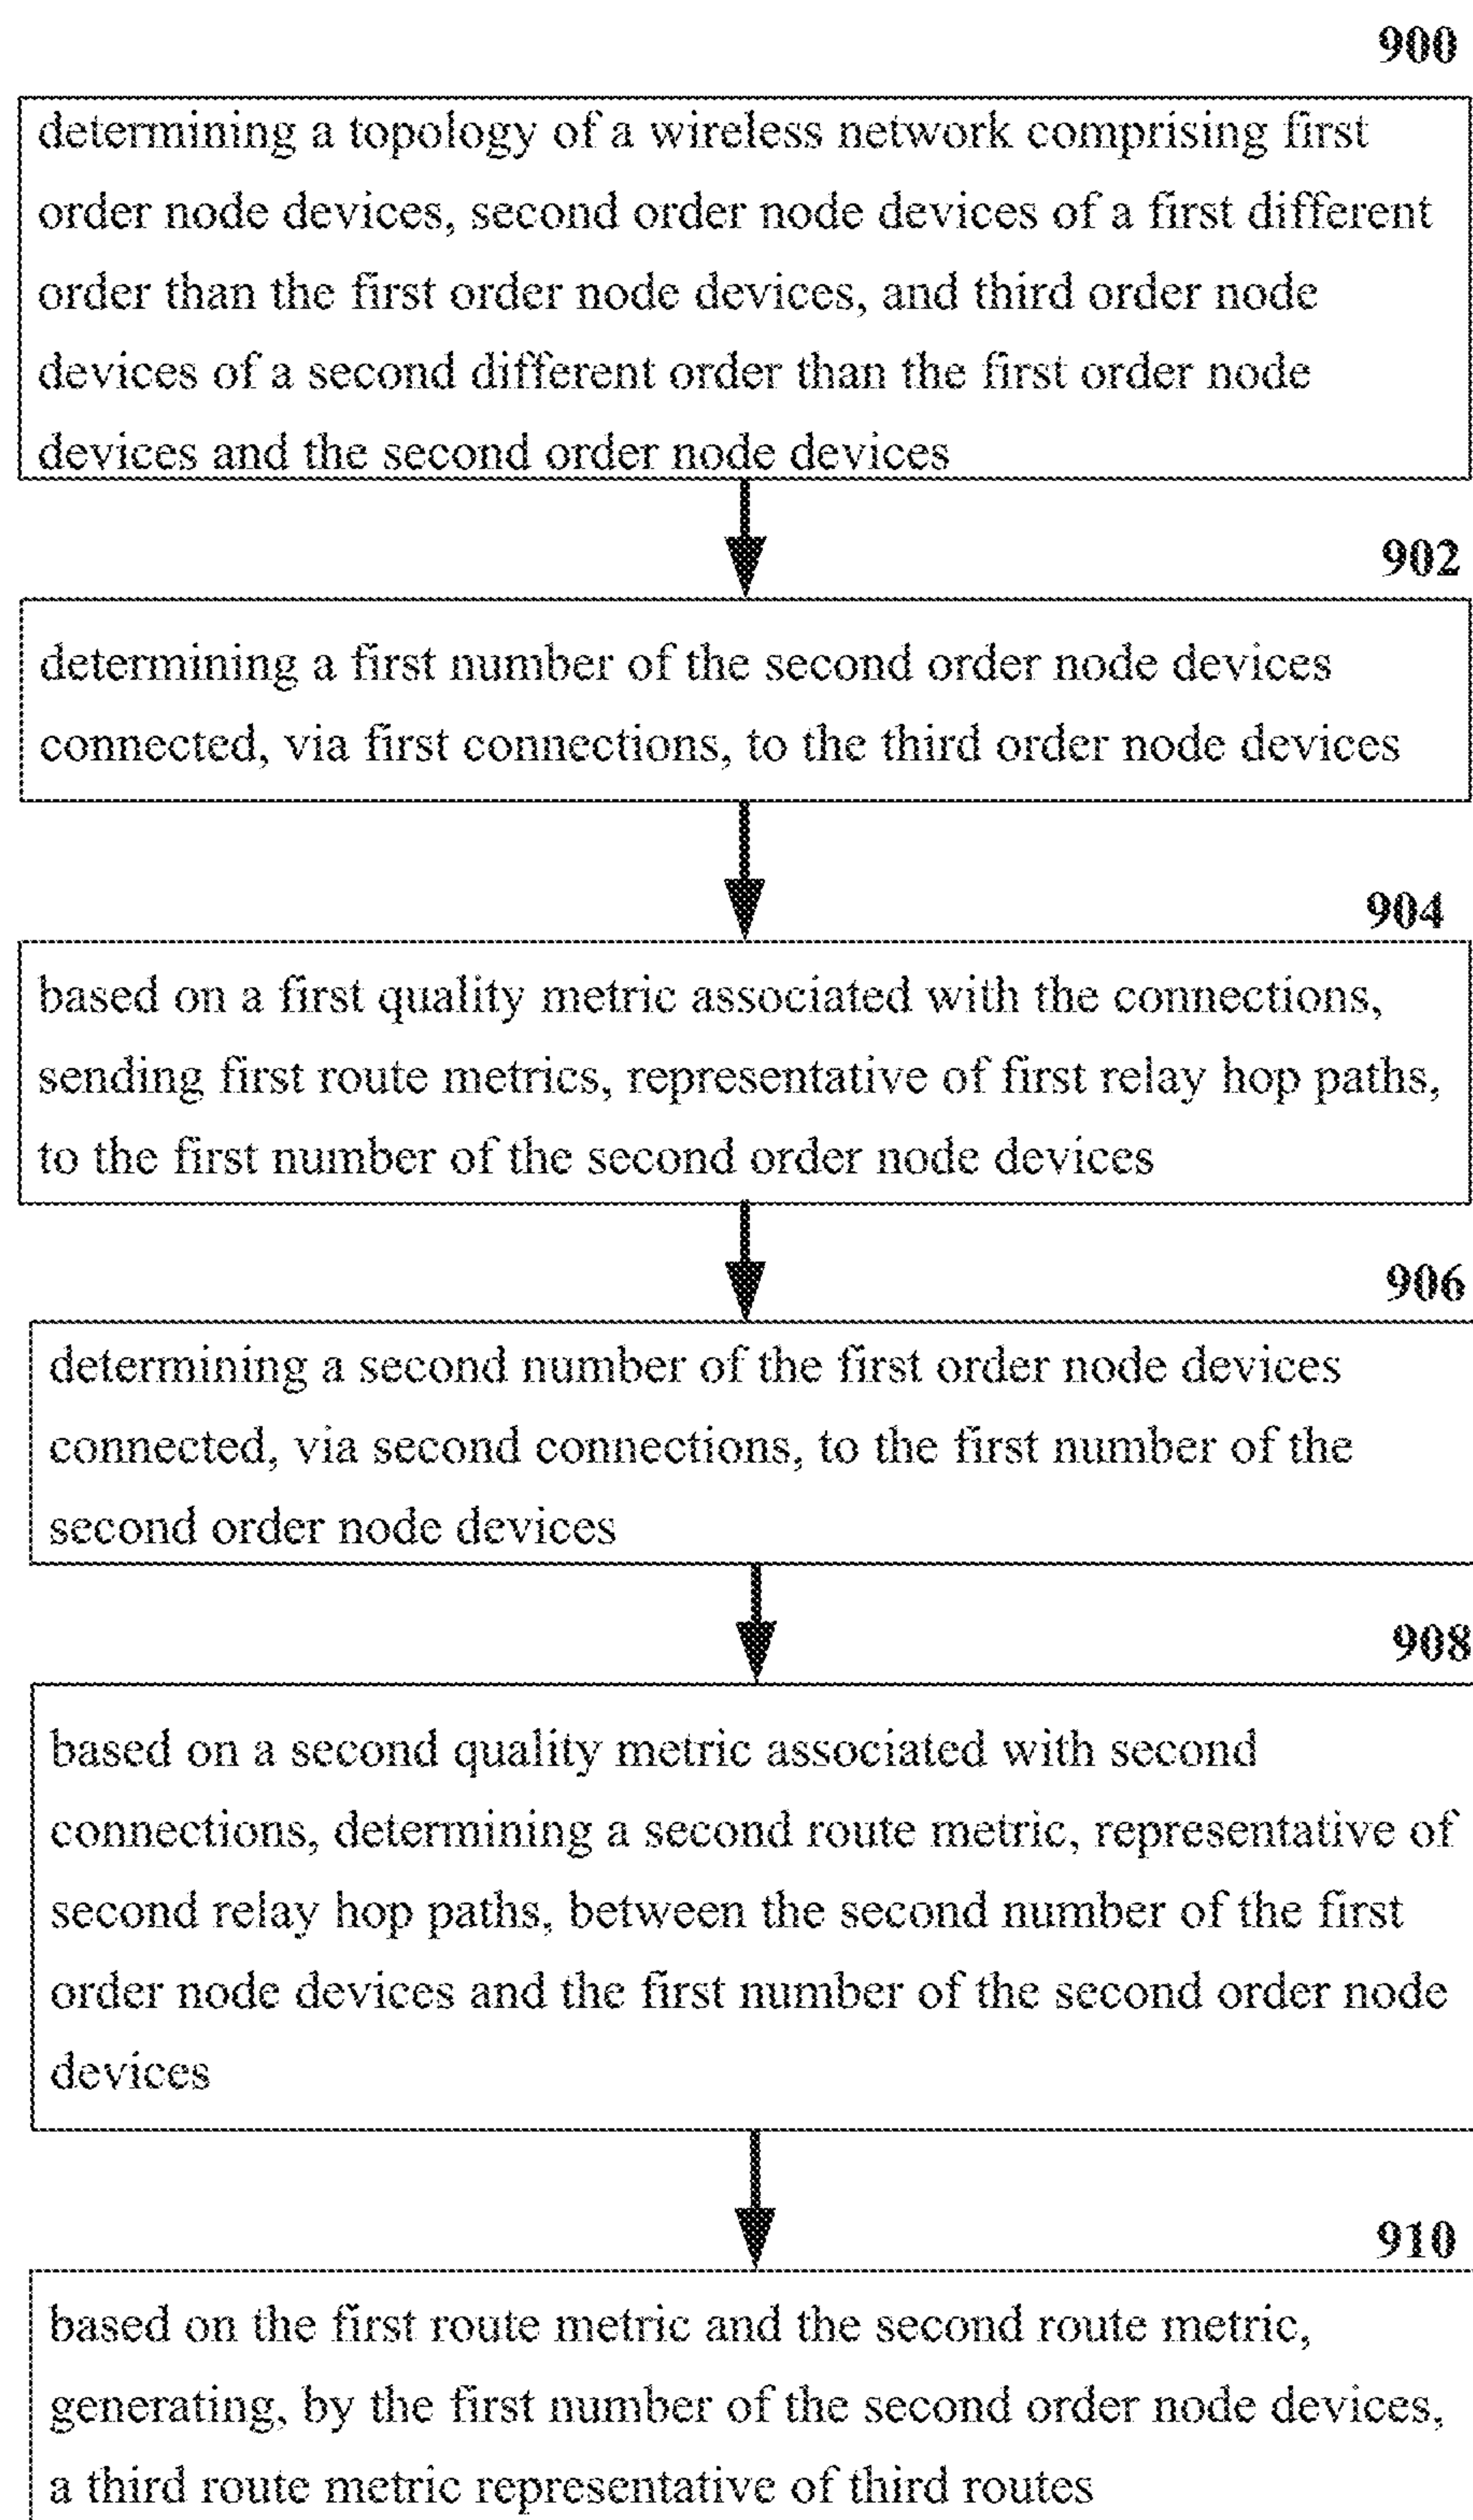 900
determining a topology of a wireless network comprising first
order node devices, second order node devices of a first different
order than the first order node devices, and third order node
devices of a second different order than the first order node
devices and the second order node devices
902
determining a first number of the second order node devices
connected, via first connections, to the third order node devices
904
based on a first quality metric associated with the connections,
sending first route metrics, representative of first relay hop paths,
to the first number of the second order node devices
906
determining a second number of the first order node devices
connected, via second connections, to the first number of the
second order node devices
908
based on a second quality metric associated with second
connections, determining a second route metric, representative of
second relay hop paths, between the second number of the first
order node devices and the first number of the second order node
devices
910
based on the first route metric and the second route metric,
generating, by the first number of the second order node devices,
a third route metric representative of third routes